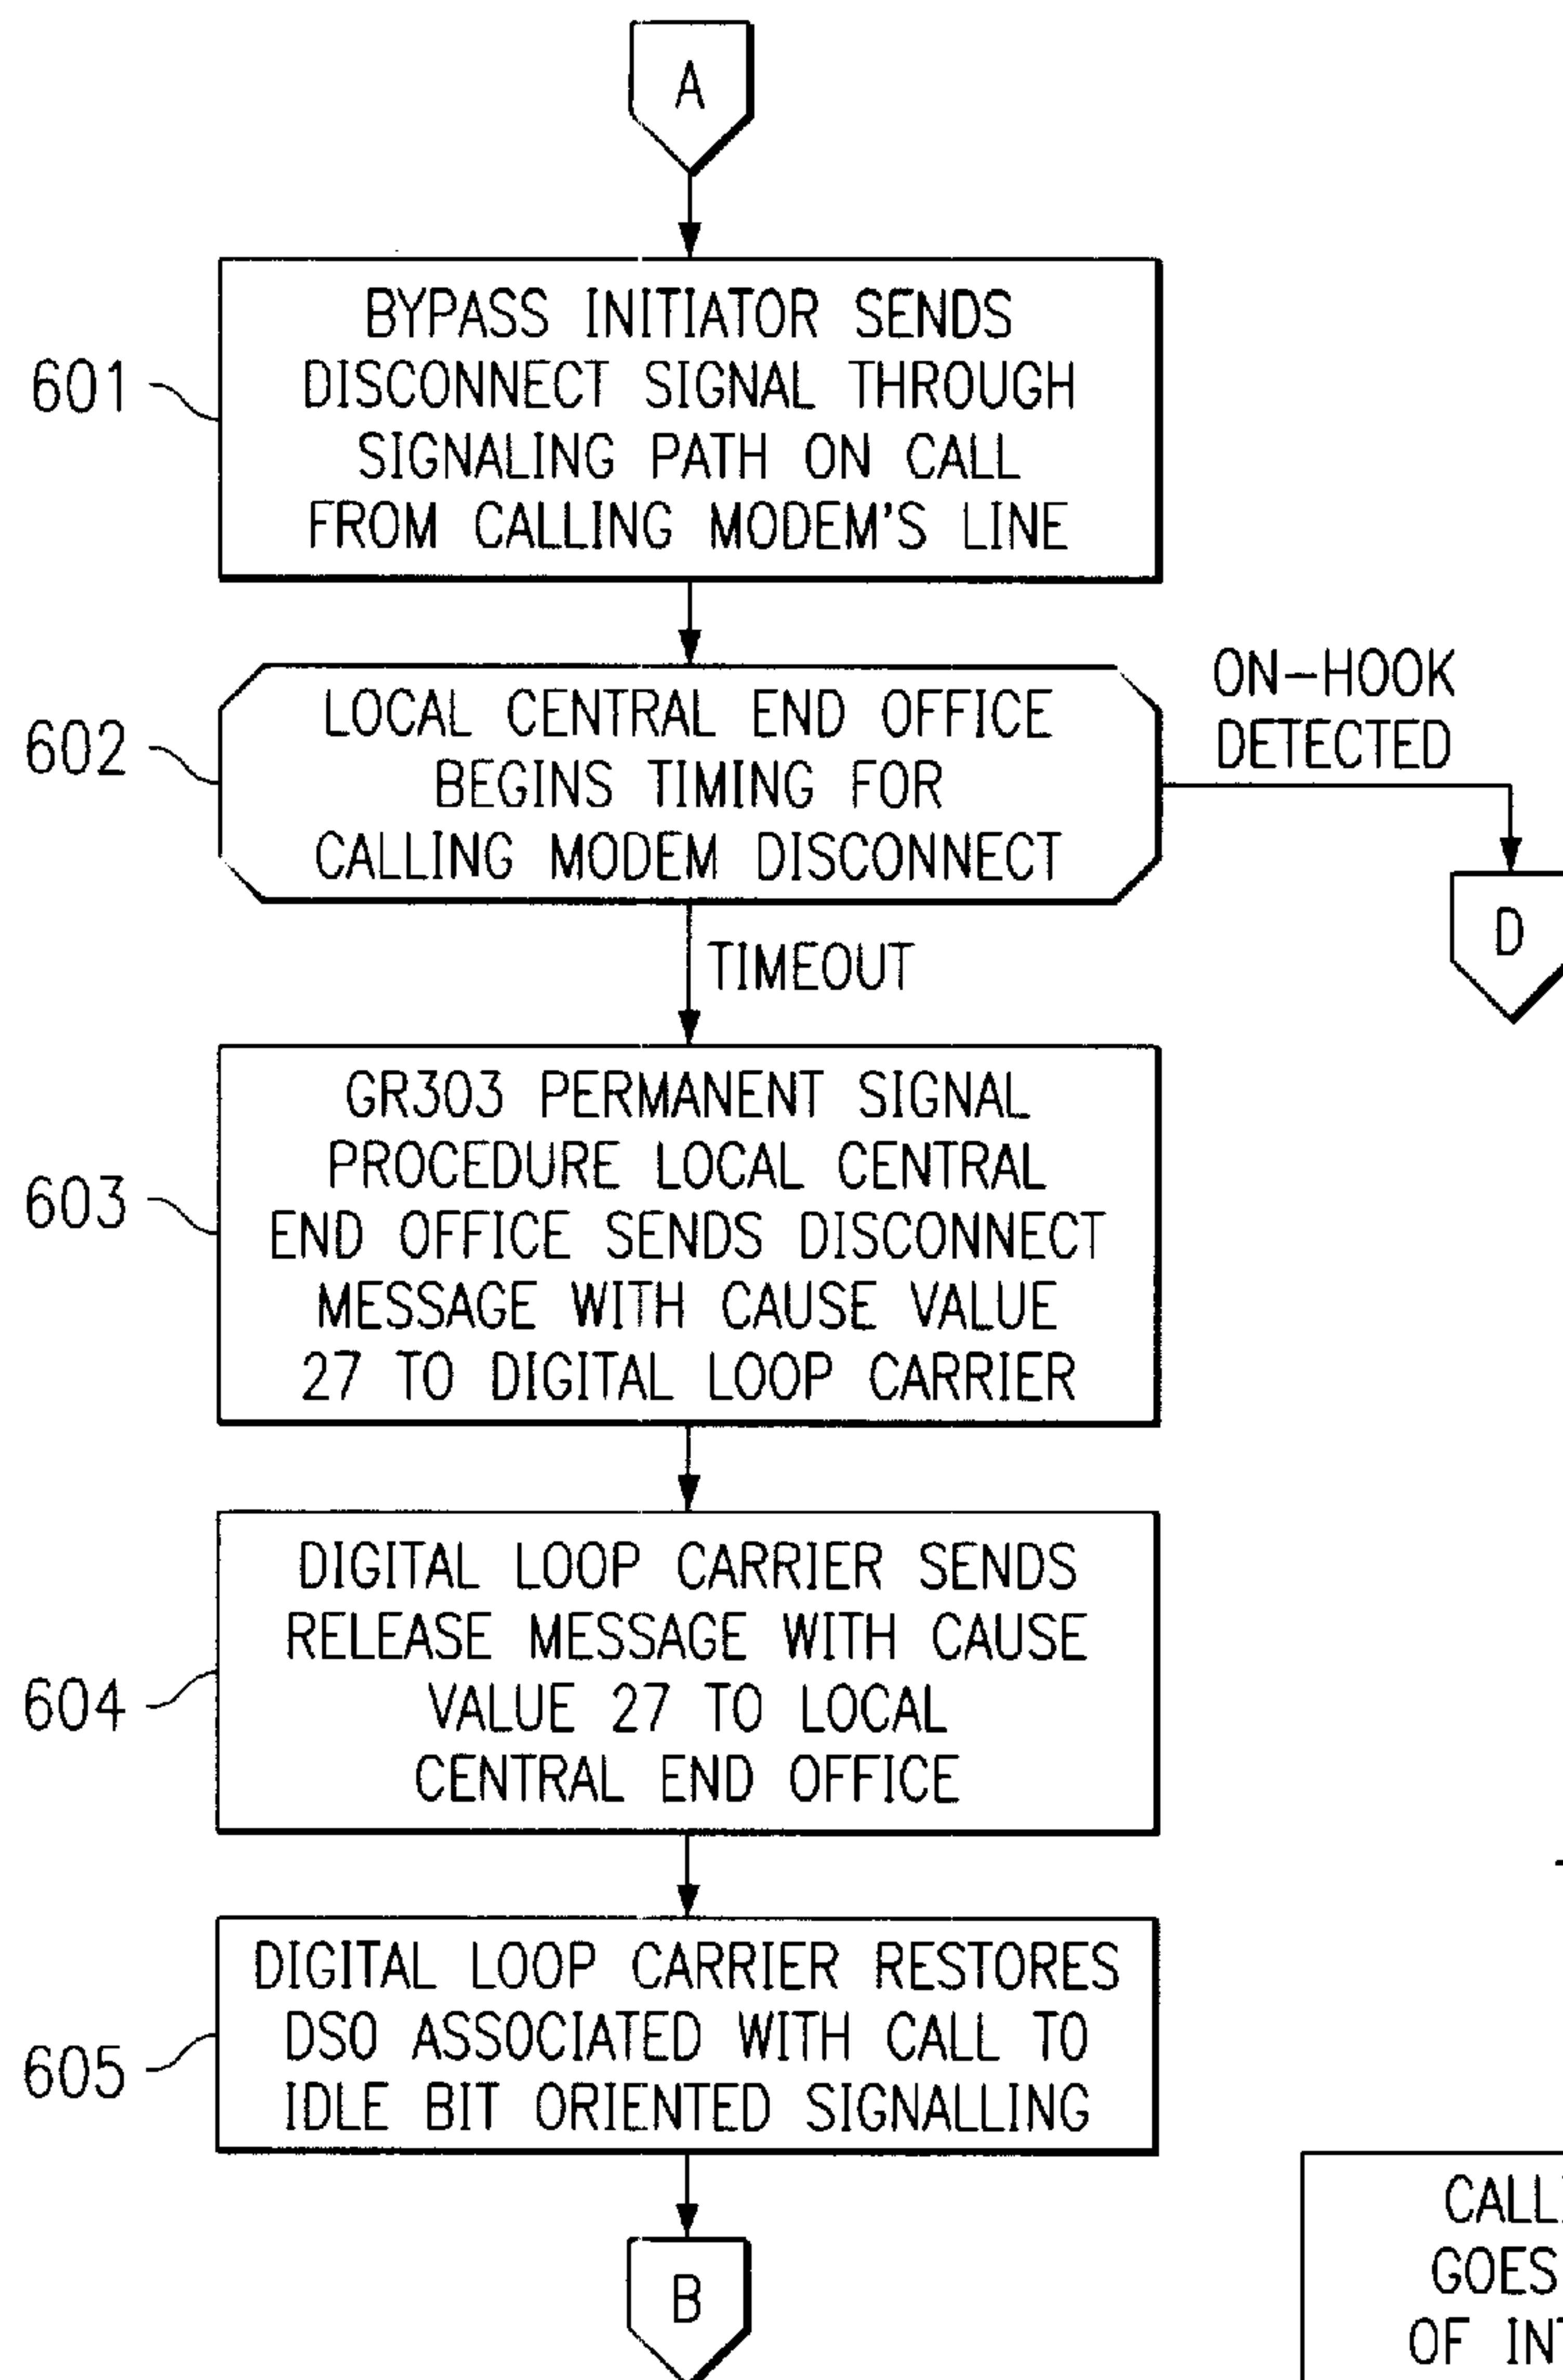 A
BYPASS INITIATOR SENDS
DISCONNECT SIGNAL THROUGH
SIGNALING PATH ON CALL
FROM CALLING MODEM'S LINE
601
LOCAL CENTRAL END OFFICE
BEGINS TIMING FOR
CALLING MODEM DISCONNECT
602
ON-HOOK
DETECTED
D
TIMEOUT
GR303 PERMANENT SIGNAL
PROCEDURE LOCAL CENTRAL
END OFFICE SENDS DISCONNECT
MESSAGE WITH CAUSE VALUE
27 TO DIGITAL LOOP CARRIER
603
DIGITAL LOOP CARRIER SENDS
RELEASE MESSAGE WITH CAUSE
VALUE 27 TO LOCAL
CENTRAL END OFFICE
604
DIGITAL LOOP CARRIER RESTORES
DSO ASSOCIATED WITH CALL TO
IDLE BIT ORIENTED SIGNALLING
605
B
GOES
OF